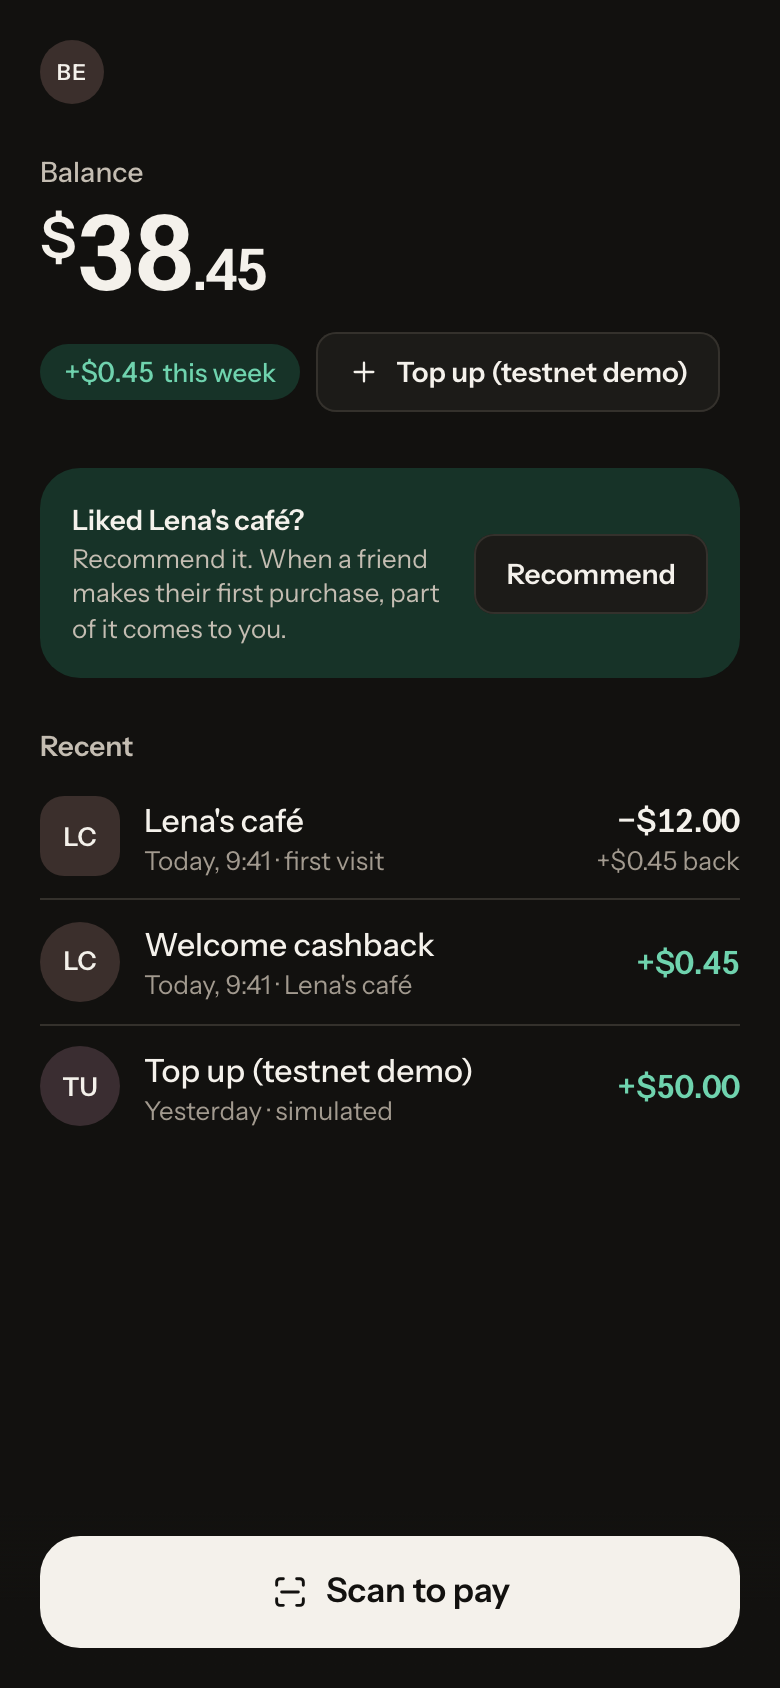 BE
Balance
$38.45
+$0.45 this week
Top up (testnet demo)
Liked Lena's café?
Recommend it. When a friend
makes their first purchase, part
of it comes to you.
Recommend
Recent
LC
Lena's café
−$12.00
Today, 9:41 · first visit
+$0.45 back
LC
Welcome cashback
Today, 9:41 · Lena's café
+$0.45
TU
Top up (testnet demo)
Yesterday · simulated
+$50.00
Scan to pay